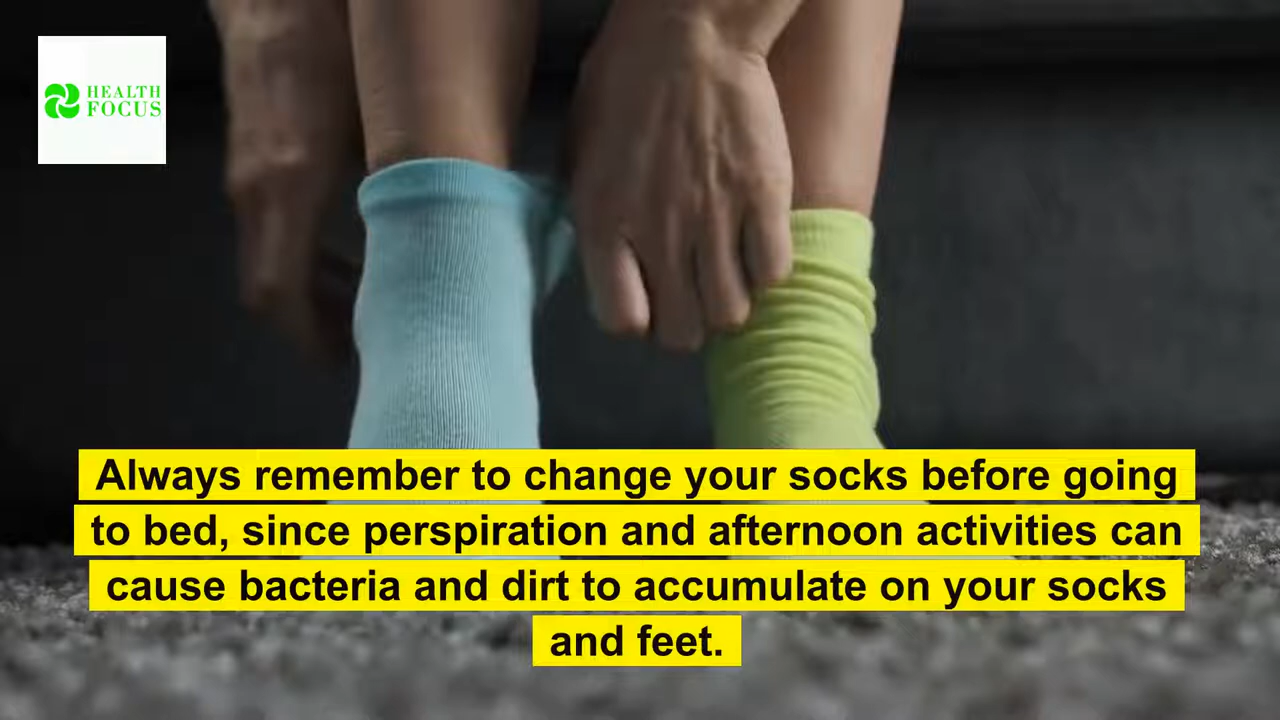 HEALTH
FOCUS
Always remember to change your socks before going
to bed, since perspiration and afternoon activities can
cause bacteria and dirt to accumulate on your socks
and feet.